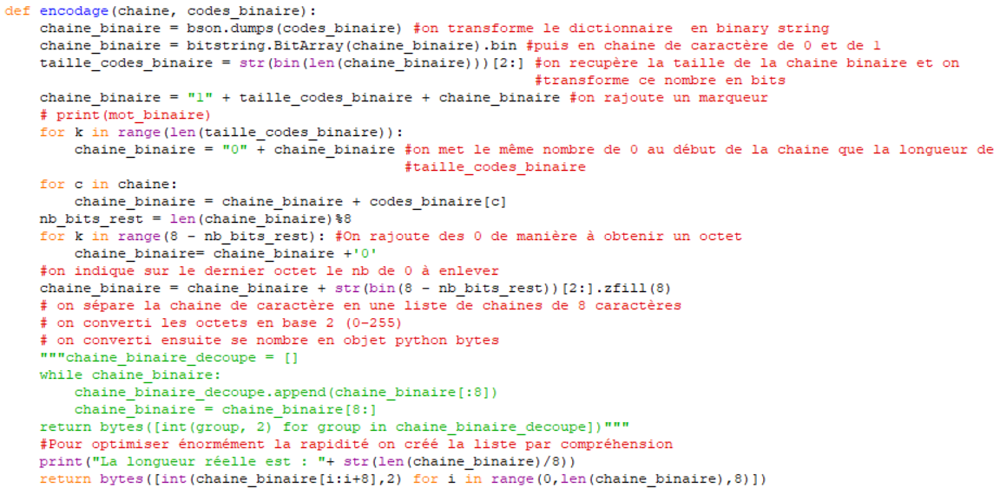 def encodage(chaine, codes_binaire):
    chaine_binaire = bson.dumps(codes_binaire) #on transforme le dictionnaire  en binary string
    chaine_binaire = bitstring.BitArray(chaine_binaire).bin #puis en chaine de caractère de 0 et de 1
    taille_codes_binaire = str(bin(len(chaine_binaire)))[2:] #on recupère la taille de la chaine binaire et on
                                                             #transforme ce nombre en bits
    chaine_binaire = "1" + taille_codes_binaire + chaine_binaire #on rajoute un marqueur
    # print(mot_binaire)
    for k in range(len(taille_codes_binaire)):
        chaine_binaire = "0" + chaine_binaire #on met le même nombre de 0 au début de la chaine que la longueur de
                                              #taille_codes_binaire
    for c in chaine:
        chaine_binaire = chaine_binaire + codes_binaire[c]
    nb_bits_rest = len(chaine_binaire)%8
    for k in range(8 - nb_bits_rest): #On rajoute des 0 de manière à obtenir un octet
        chaine_binaire= chaine_binaire +'0'
    #on indique sur le dernier octet le nb de 0 à enlever
    chaine_binaire = chaine_binaire + str(bin(8 - nb_bits_rest))[2:].zfill(8)
    # on sépare la chaine de caractère en une liste de chaines de 8 caractères
    # on converti les octets en base 2 (0-255)
    # on converti ensuite se nombre en objet python bytes
    """chaine_binaire_decoupe = []
    while chaine_binaire:
        chaine_binaire_decoupe.append(chaine_binaire[:8])
        chaine_binaire = chaine_binaire[8:]
    return bytes([int(group, 2) for group in chaine_binaire_decoupe])"""
    #Pour optimiser énormément la rapidité on créé la liste par compréhension
    print("La longueur réelle est : "+ str(len(chaine_binaire)/8))
    return bytes([int(chaine_binaire[i:i+8],2) for i in range(0,len(chaine_binaire),8)])